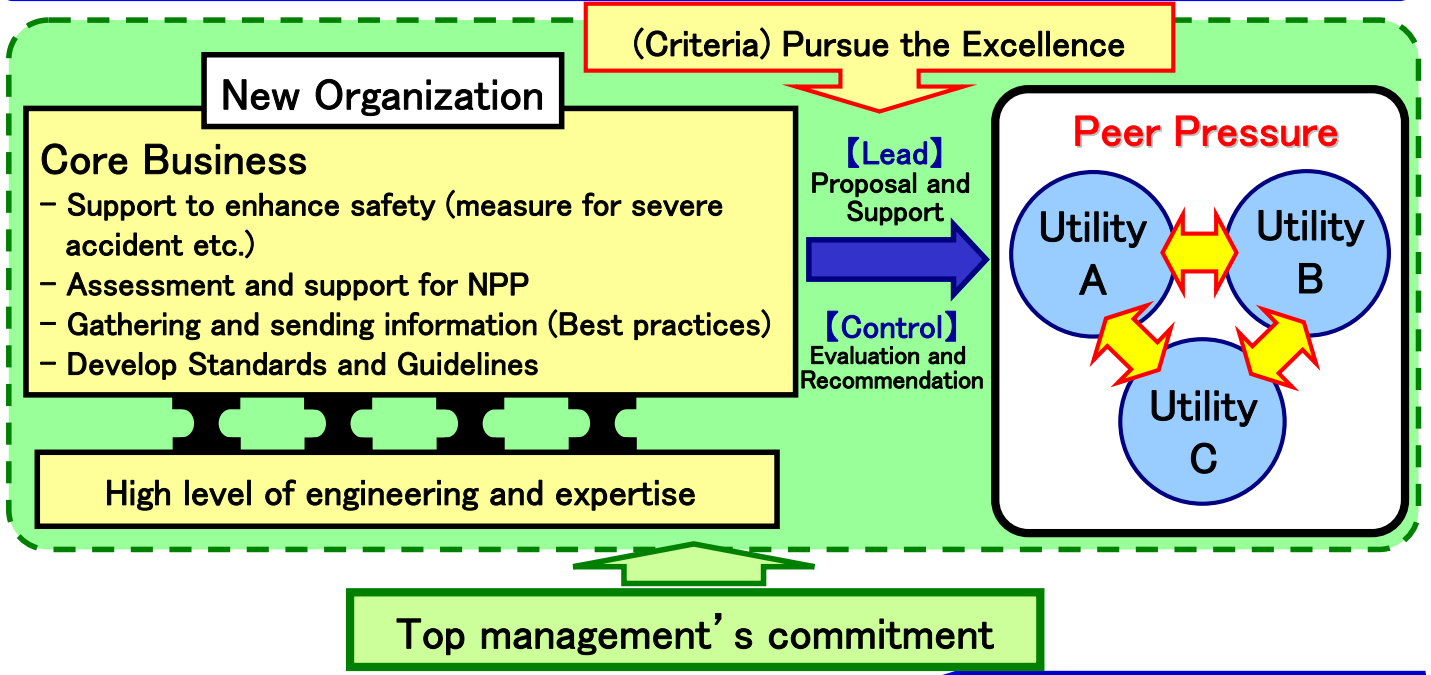 (Criteria) Pursue the Excellence
New Organization
Core Business
- Support to enhance safety (measure for severe
accident etc.)
- Assessment and support for NPP
- Gathering and sending information (Best practices)
- Develop Standards and Guidelines
High level of engineering and expertise
【Lead】
Proposal and
Support
【Control】
Evaluation and
Recommendation
Peer Pressure
Utility
A
Utility
B
Utility
C
Top management’s commitment